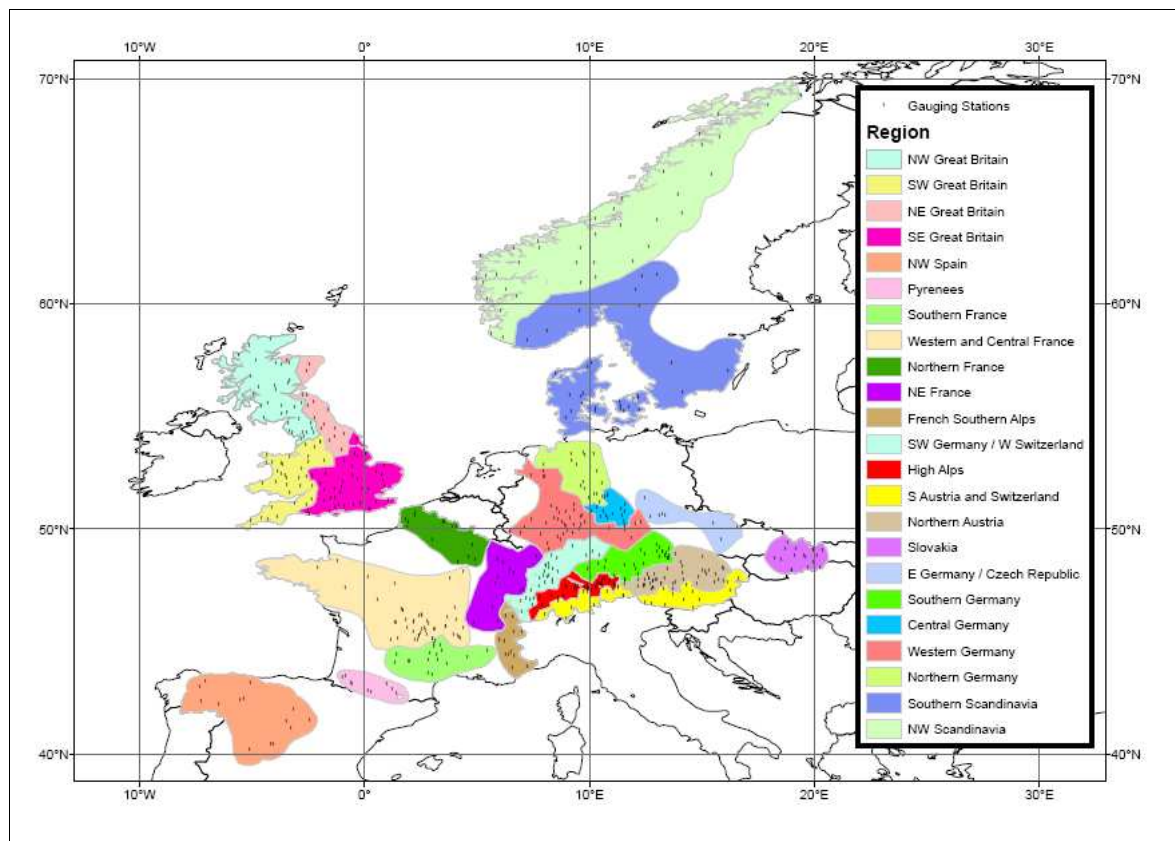 10°W 0° 10°E 20°E 30°E
70°N 70°N
Gauging Stations
Region
NW Great Britain
SW Great Britain
NE Great Britain
SE Great Britain
NW Spain
Pyrenees
Southern France
Western and Central France
Northern France
NE France
French Southern Alps
SW Germany / W Switzerland
High Alps
S Austria and Switzerland
Northern Austria
Slovakia
E Germany / Czech Republic
Southern Germany
Central Germany
Western Germany
Northern Germany
Southern Scandinavia
NW Scandinavia
60°N 60°N
50°N 50°N
40°N 40°N
10°W 0° 10°E 20°E 30°E